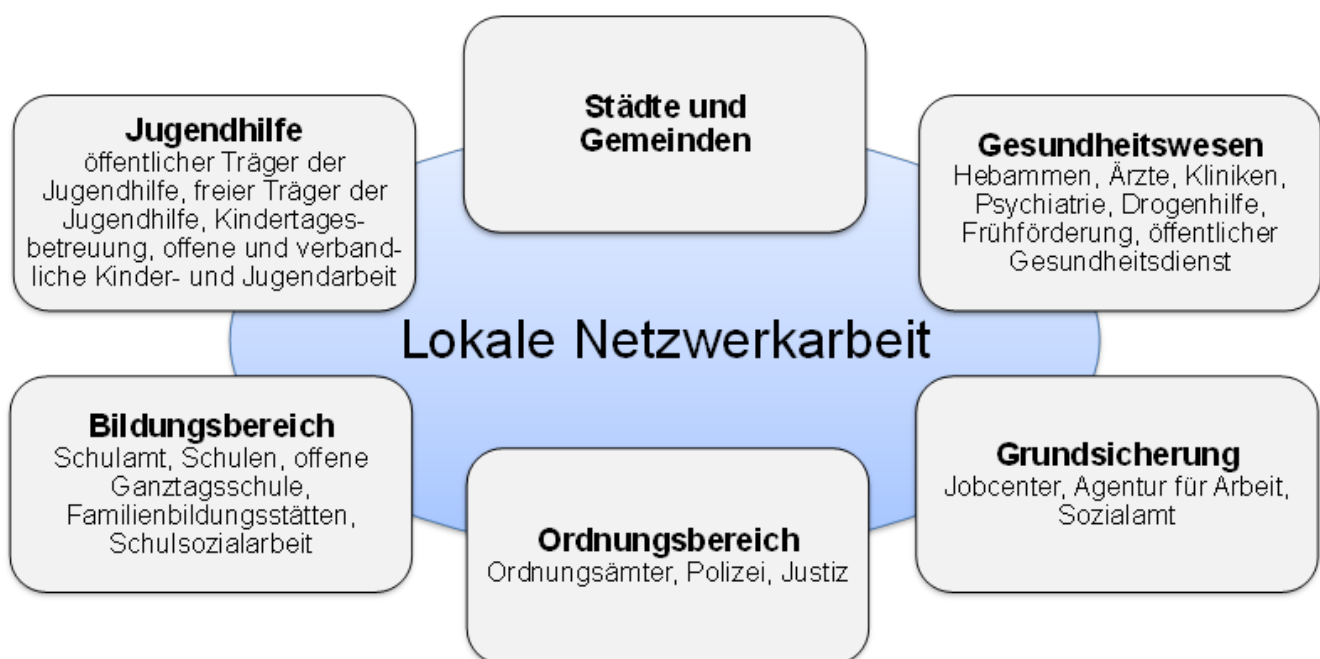 Städte und
Gemeinden
Jugendhilfe
öffentlicher Träger der
Jugendhilfe, freier Träger der
Jugendhilfe, Kindertages-
betreuung, offene und verband-
liche Kinder- und Jugendarbeit
Gesundheitswesen
Hebammen, Ärzte, Kliniken,
Psychiatrie, Drogenhilfe,
Frühförderung, öffentlicher
Gesundheitsdienst
Lokale Netzwerkarbeit
Bildungsbereich
Schulamt, Schulen, offene
Ganztagsschule,
Familienbildungsstätten,
Schulsozialarbeit
Ordnungsbereich
Ordnungsämter, Polizei, Justiz
Grundsicherung
Jobcenter, Agentur für Arbeit,
Sozialamt